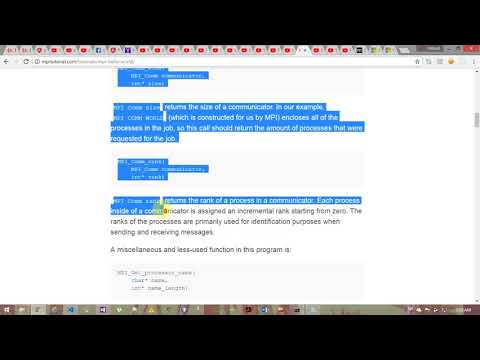 mpitutorial.com/tutorials/mpi-hello-world/
MPI_Comm communicator,
int* size)
MPI_Comm_size returns the size of a communicator. In our example,
MPI_COMM_WORLD (which is constructed for us by MPI) encloses all of the
processes in the job, so this call should return the amount of processes that were
requested for the job.
MPI_Comm_rank(
MPI_Comm communicator,
int* rank)
MPI_Comm_rank returns the rank of a process in a communicator. Each process
inside of a communicator is assigned an incremental rank starting from zero. The
ranks of the processes are primarily used for identification purposes when
sending and receiving messages.
A miscellaneous and less-used function in this program is:
MPI_Get_processor_name(
char* name,
int* name_length)